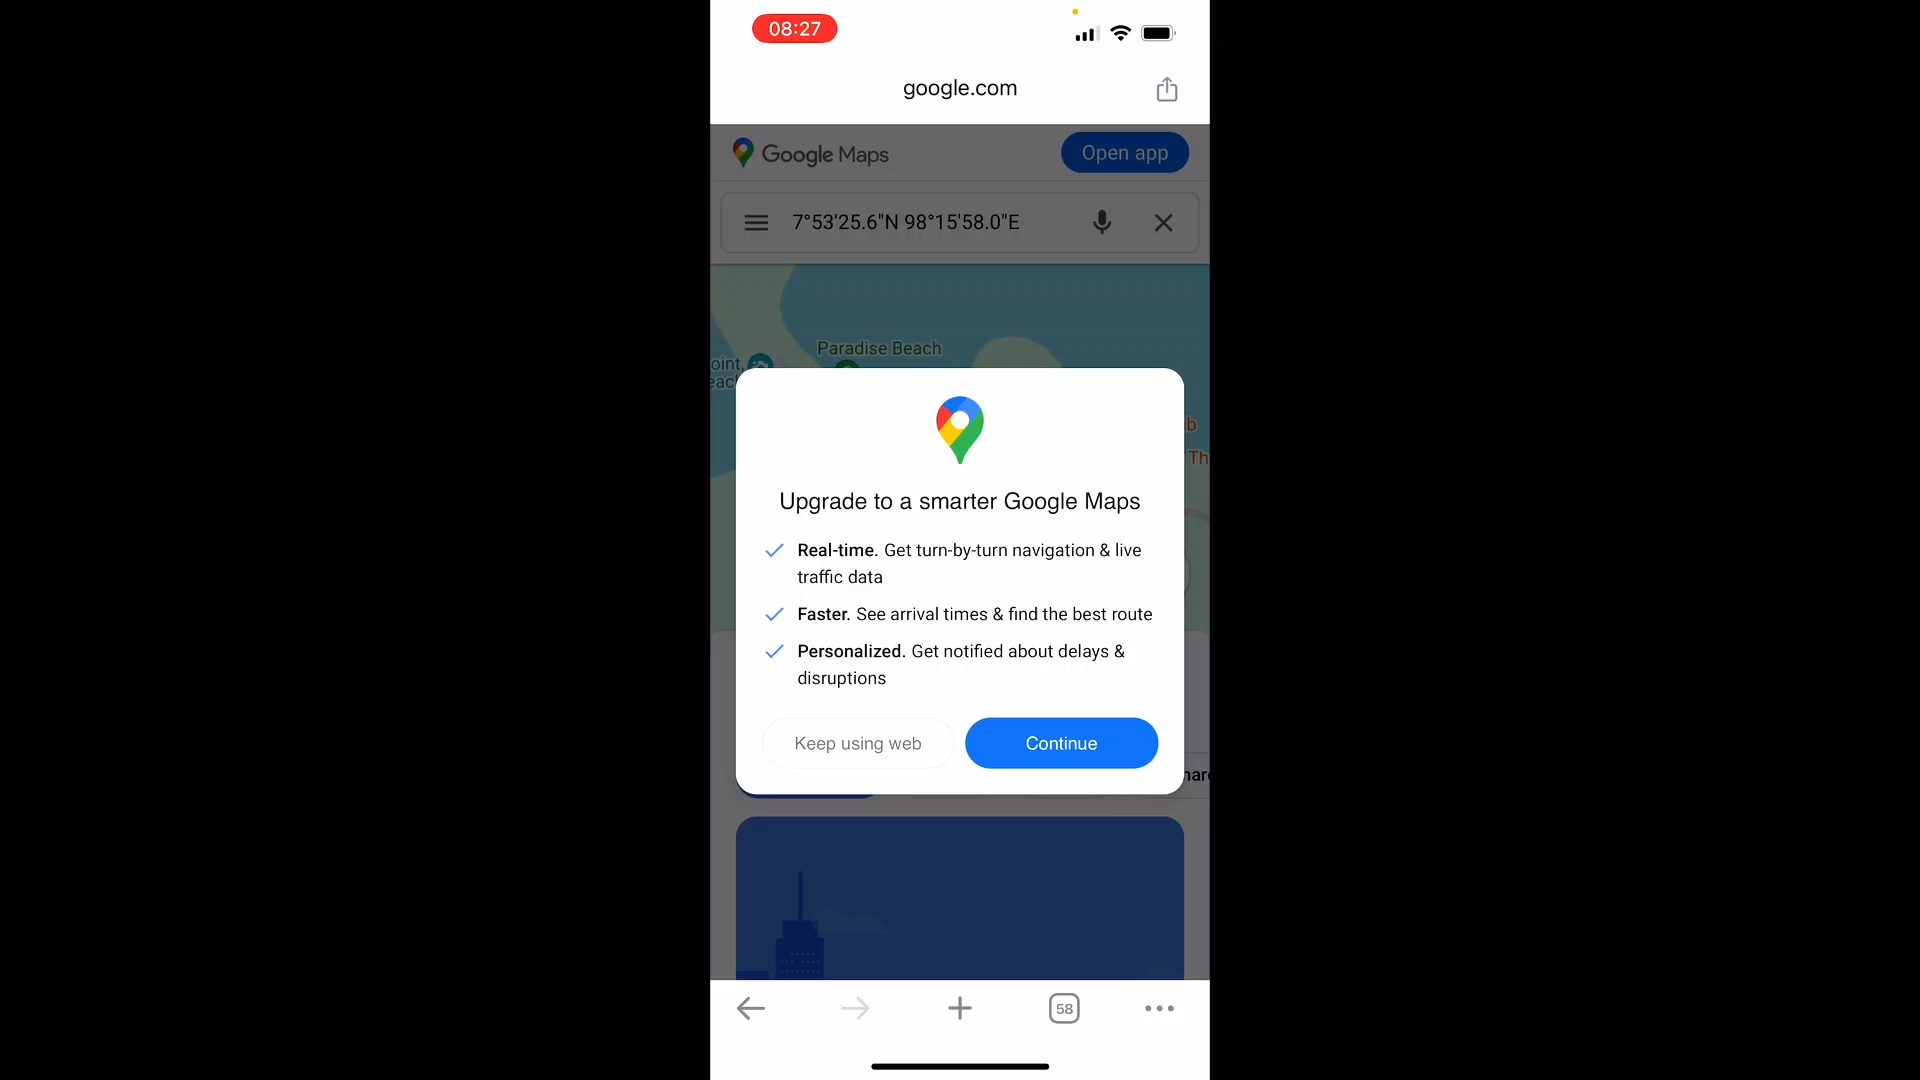 08:27
google.com
Google Maps
Open app
7°53'25.6"N 98°15'58.0"E
Paradise Beach
Upgrade to a smarter Google Maps
Real-time. Get turn-by-turn navigation & live
traffic data
Faster. See arrival times & find the best route
Personalized. Get notified about delays &
disruptions
Keep using web
Continue
58